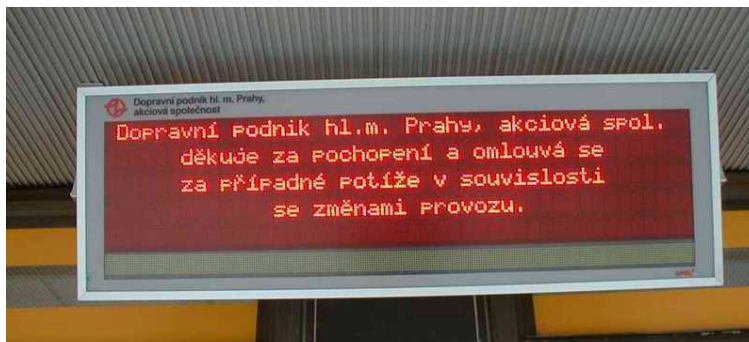 Dopravní podnik hl. m. Prahy,
akciová společnost
Dopravní podnik hl.m. Prahy, akciová spol.
děkuje za pochopení a omlouvá se
za případné potíže v souvislosti
se změnami provozu.